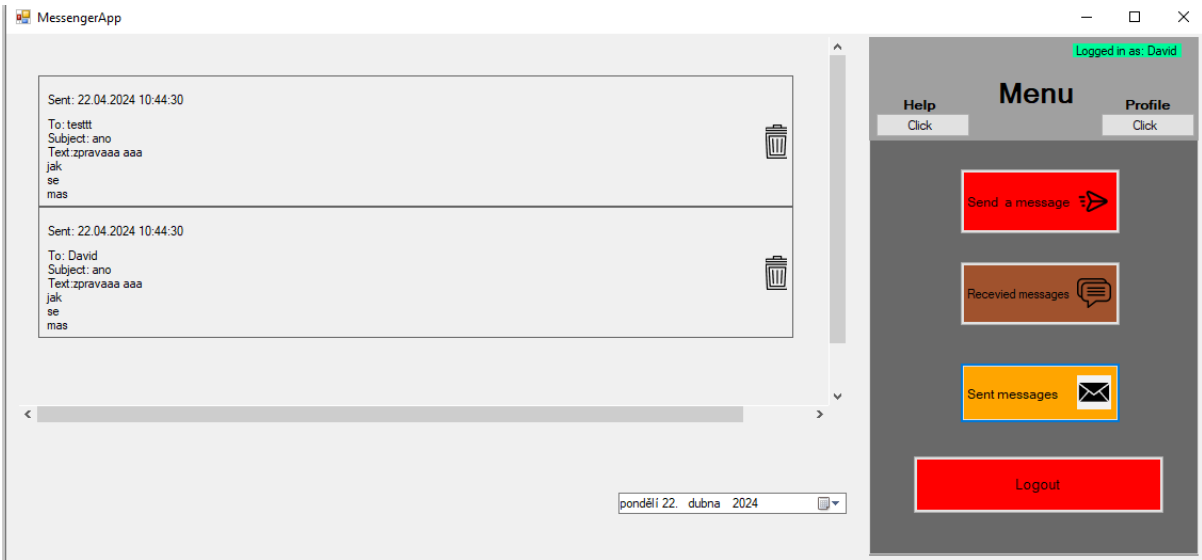 MessengerApp
Sent: 22.04.2024 10:44:30
To: testtt
Subject: ano
Text:zpravaaa aaa
jak
se
mas
Sent: 22.04.2024 10:44:30
To: David
Subject: ano
Text:zpravaaa aaa
jak
se
mas
pondělí 22. dubna 2024
Logged in as: David
Menu
Help
Profile
Click
Click
Send a message
Recevied messages
Sent messages
Logout